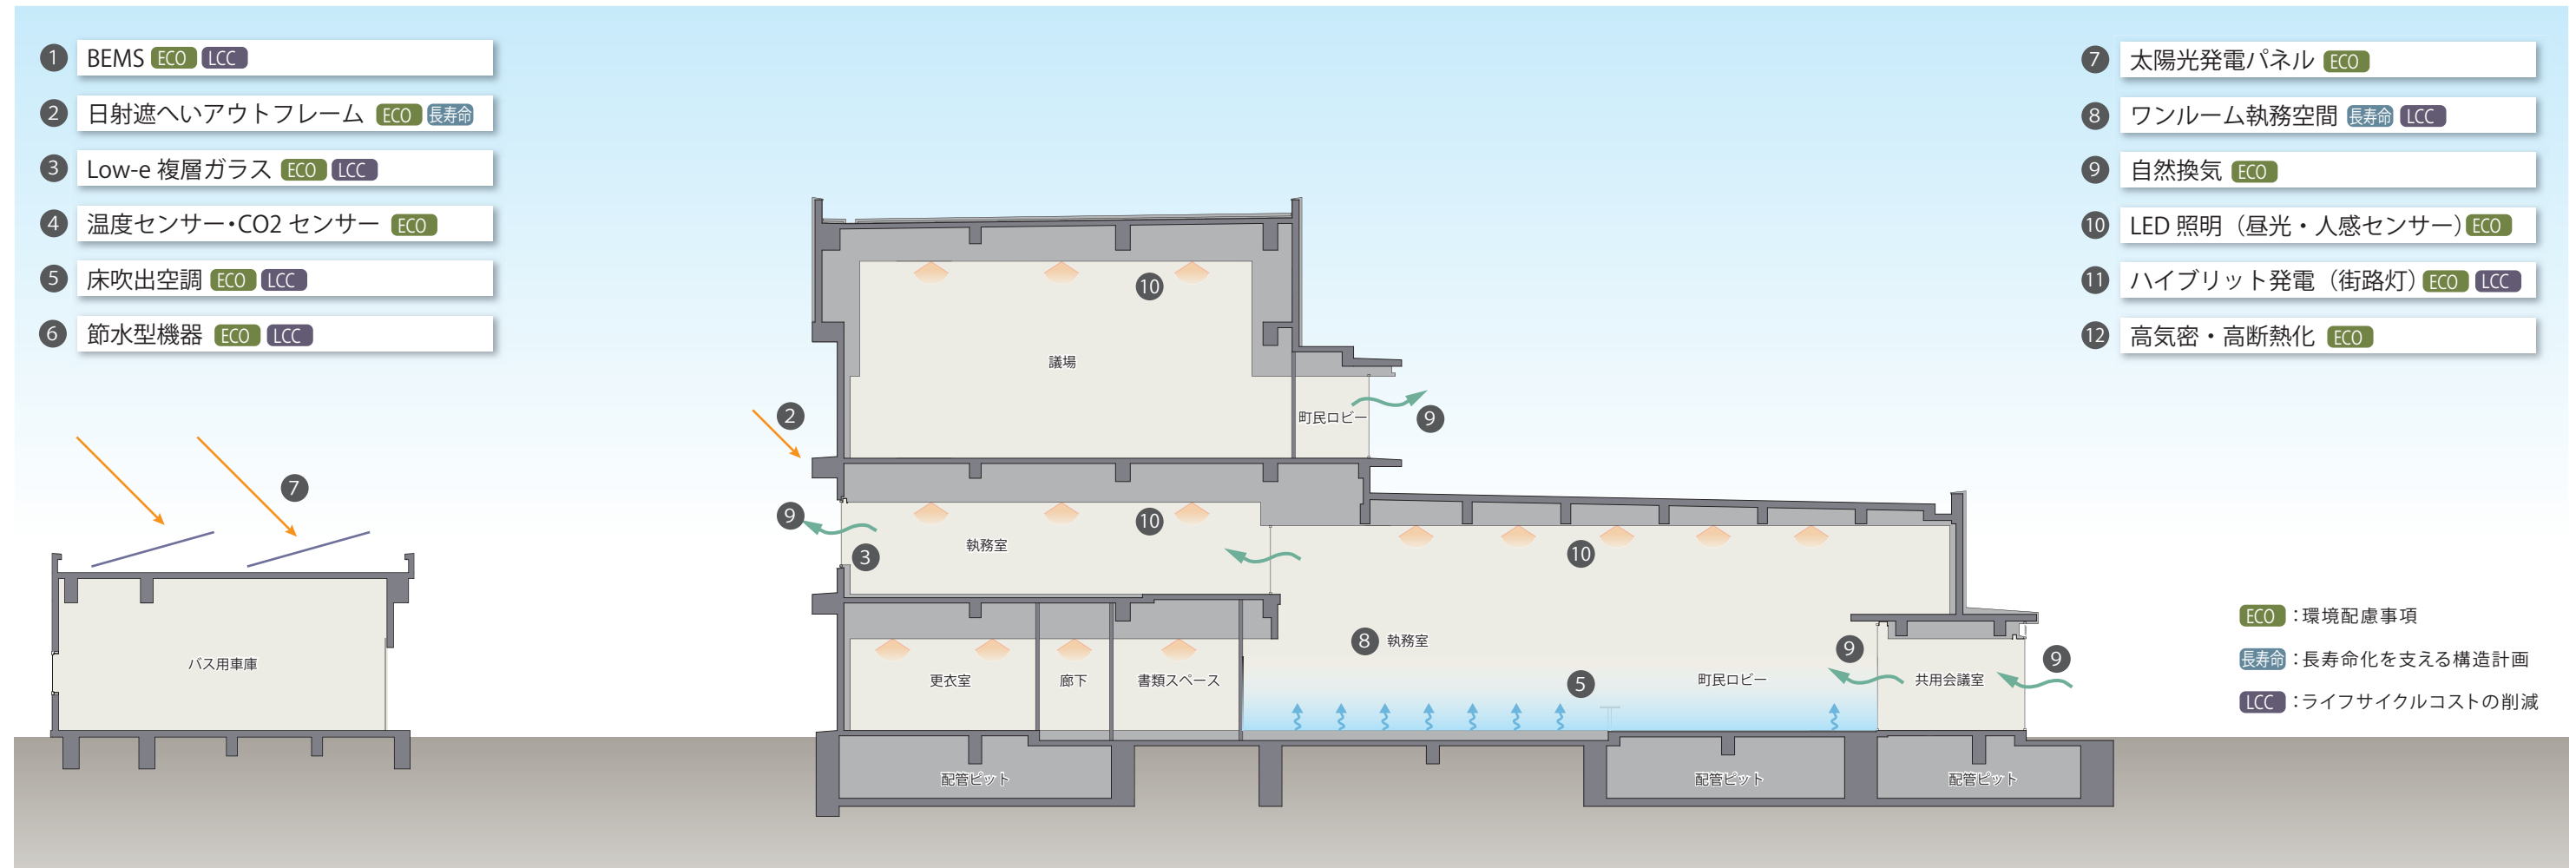 1 BEMS ECO LCC
2 日射遮へいアウトフレーム ECO 長寿命
3 Low-e 複層ガラス ECO LCC
4 温度センサー・CO2 センサー ECO
5 床吹出空調 ECO LCC
6 節水型機器 ECO LCC
7 太陽光発電パネル ECO
8 ワンルーム執務空間 長寿命 LCC
9 自然換気 ECO
10 LED 照明（昼光・人感センサー） ECO
11 ハイブリット発電（街路灯） ECO LCC
12 高気密・高断熱化 ECO
10
議場
2
町民ロビー
9
7
9
10
執務室
3
10
8 執務室
9
9
バス用車庫
更衣室
廊下
書類スペース
5
町民ロビー
共用会議室
配管ピット
配管ピット
配管ピット
ECO ：環境配慮事項
長寿命 ：長寿命化を支える構造計画
LCC ：ライフサイクルコストの削減